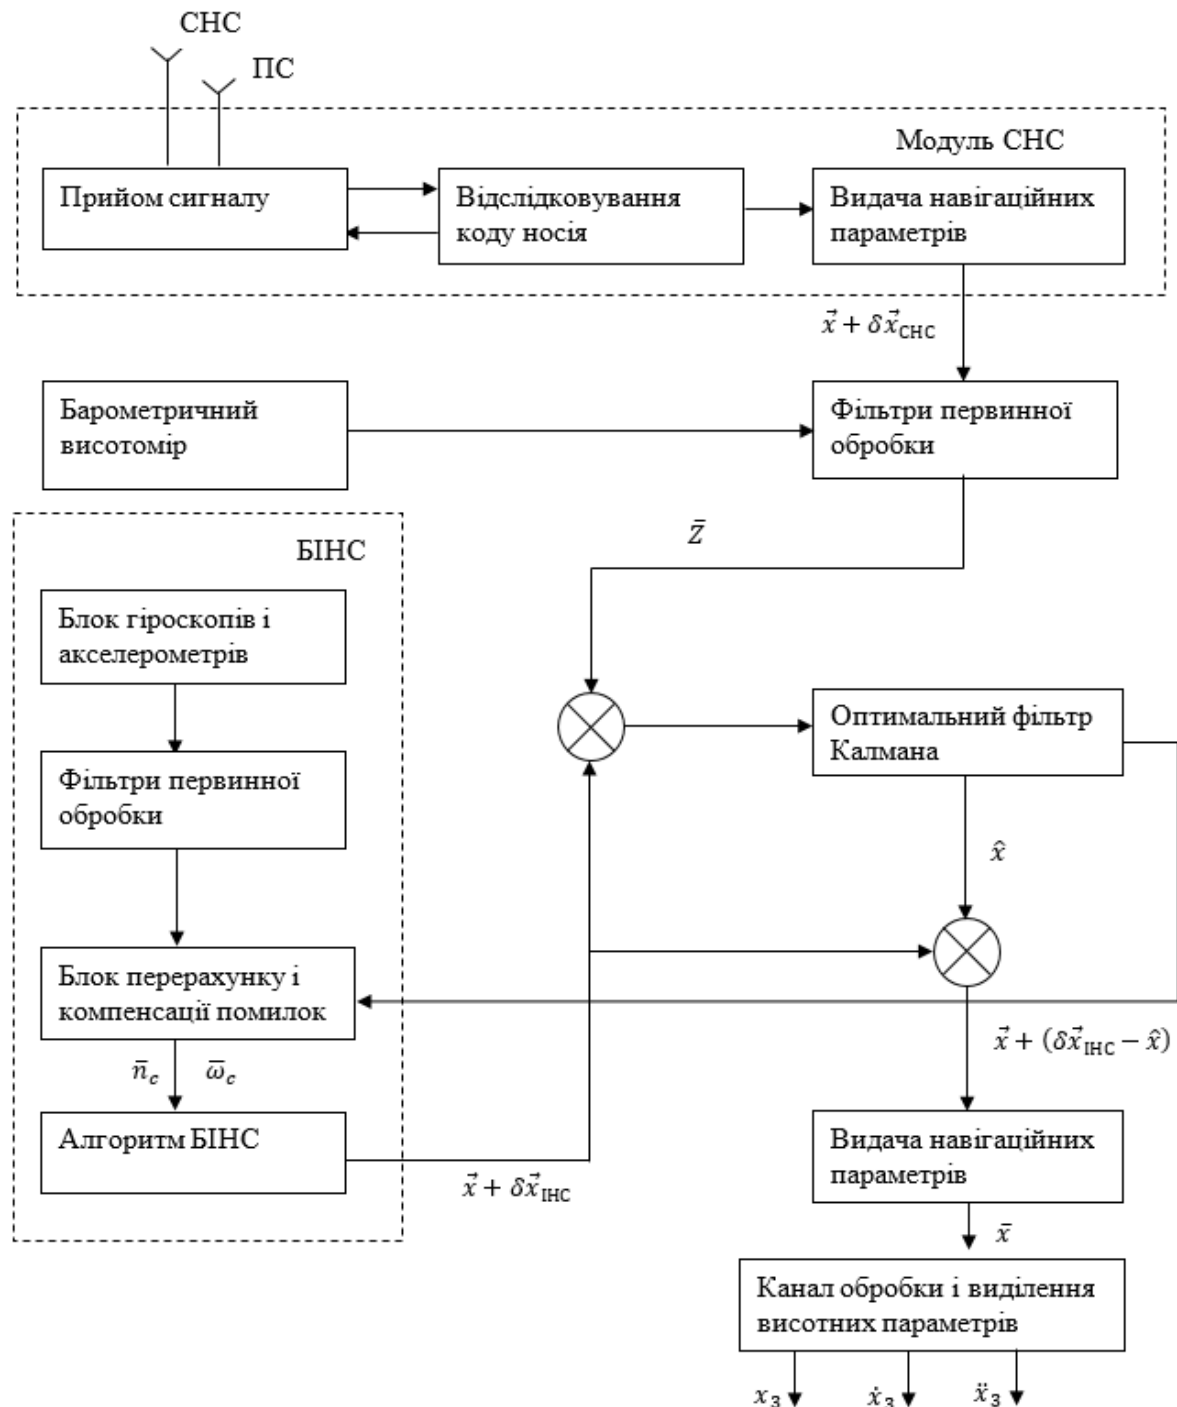 СНС
ПС
Модуль СНС
Прийом сигналу
Відслідковування
коду носія
Видача навігаційних
параметрів
x⃗ + δx⃗СНС
Барометричний
висотомір
Фільтри первинної
обробки
Z̄
БІНС
Блок гіроскопів і
акселерометрів
Фільтри первинної
обробки
Оптимальний фільтр
Калмана
x̂
Блок перерахунку і
компенсації помилок
n̄c ω̄c
x⃗ + (δx⃗ІНС − x̂)
Алгоритм БІНС
x⃗ + δx⃗ІНС
Видача навігаційних
параметрів
x̄
Канал обробки і виділення
висотних параметрів
x3 ẋ3 ẍ3